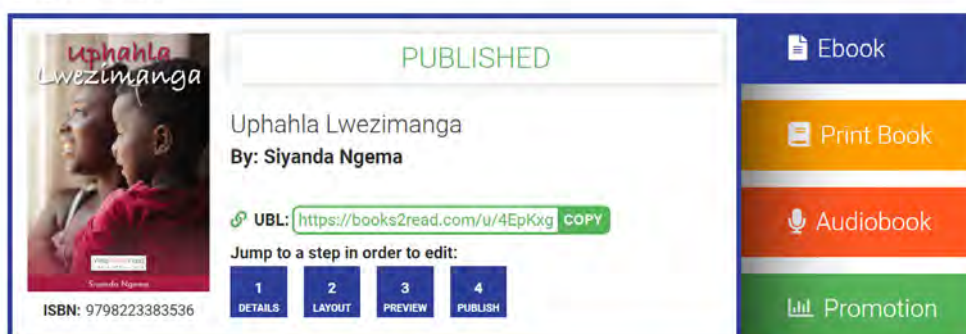 Uphahla
Lwezimanga
Siyanda Ngema
ISBN: 9798223383536
PUBLISHED
Uphahla Lwezimanga
By: Siyanda Ngema
UBL: https://books2read.com/u/4EpKxg COPY
Jump to a step in order to edit:
1 2 3 4
DETAILS LAYOUT PREVIEW PUBLISH
Ebook
Print Book
Audiobook
Promotion